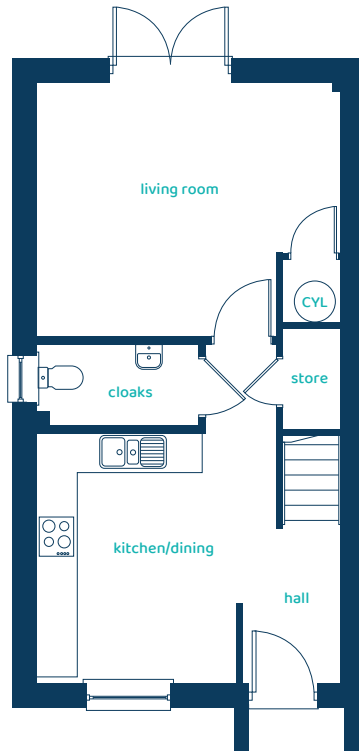 living room
CYL
store
cloaks
kitchen/dining
hall